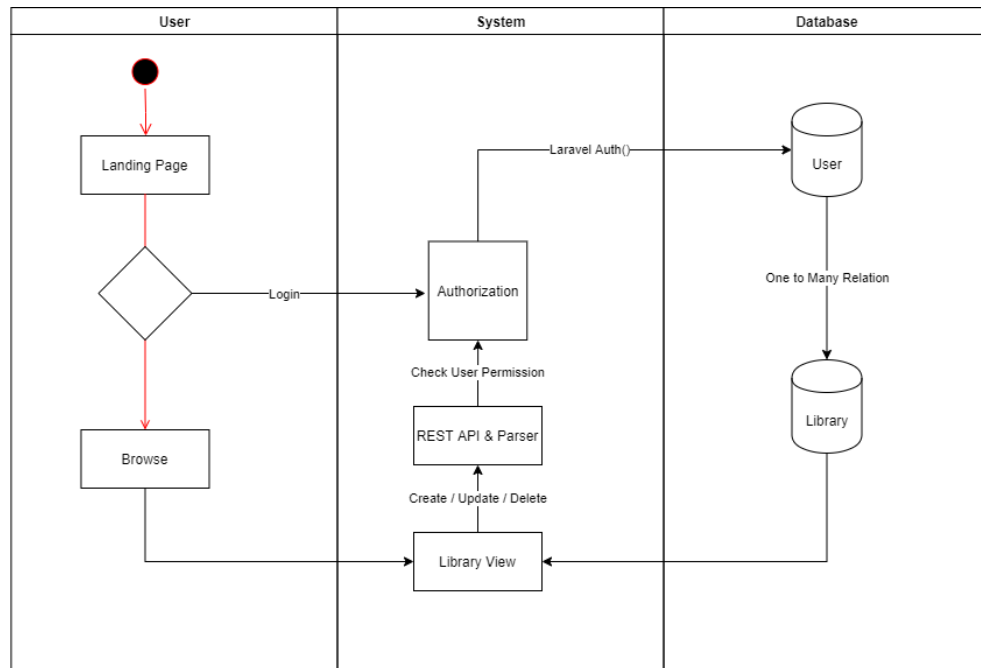 User
System
Database
Landing Page
Laravel Auth()
User
Login
Authorization
One to Many Relation
Check User Permission
REST API & Parser
Library
Browse
Create / Update / Delete
Library View